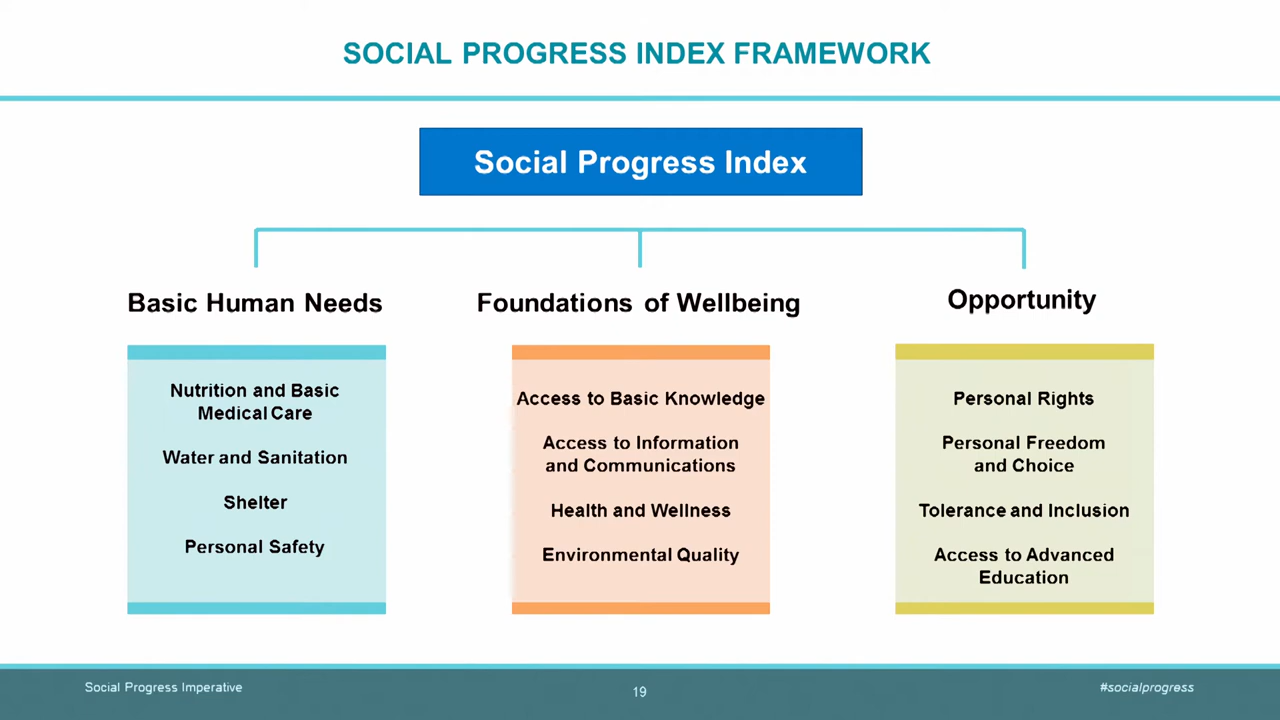 SOCIAL PROGRESS INDEX FRAMEWORK
Social Progress Index
Basic Human Needs
Nutrition and Basic
Medical Care
Water and Sanitation
Shelter
Personal Safety
Foundations of Wellbeing
Access to Basic Knowledge
Access to Information
and Communications
Health and Wellness
Environmental Quality
Opportunity
Personal Rights
Personal Freedom
and Choice
Tolerance and Inclusion
Access to Advanced
Education
Social Progress Imperative
19
#socialprogress